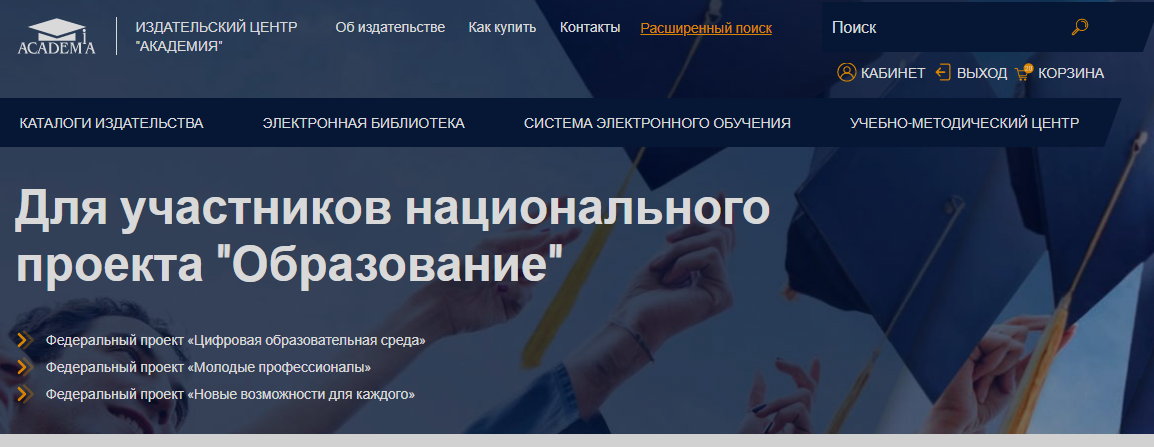 ACADEMIA
ИЗДАТЕЛЬСКИЙ ЦЕНТР
"АКАДЕМИЯ"
Об издательстве
Как купить
Контакты
Расширенный поиск
Поиск
КАБИНЕТ
ВЫХОД
КОРЗИНА
КАТАЛОГИ ИЗДАТЕЛЬСТВА
ЭЛЕКТРОННАЯ БИБЛИОТЕКА
СИСТЕМА ЭЛЕКТРОННОГО ОБУЧЕНИЯ
УЧЕБНО-МЕТОДИЧЕСКИЙ ЦЕНТР
Для участников национального
проекта "Образование"
Федеральный проект «Цифровая образовательная среда»
Федеральный проект «Молодые профессионалы»
Федеральный проект «Новые возможности для каждого»